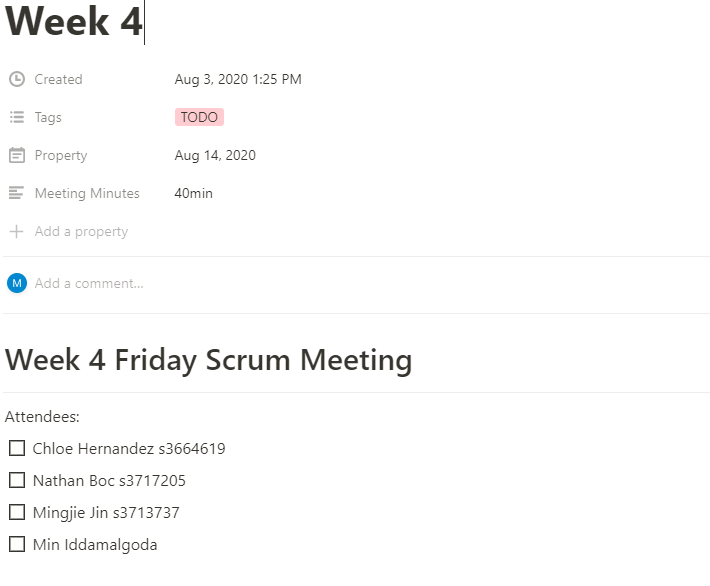 Week 4
Created Aug 3, 2020 1:25 PM
Tags TODO
Property Aug 14, 2020
Meeting Minutes 40min
Add a property
M Add a comment...
Week 4 Friday Scrum Meeting
Attendees:
Chloe Hernandez s3664619
Nathan Boc s3717205
Mingjie Jin s3713737
Min Iddamalgoda